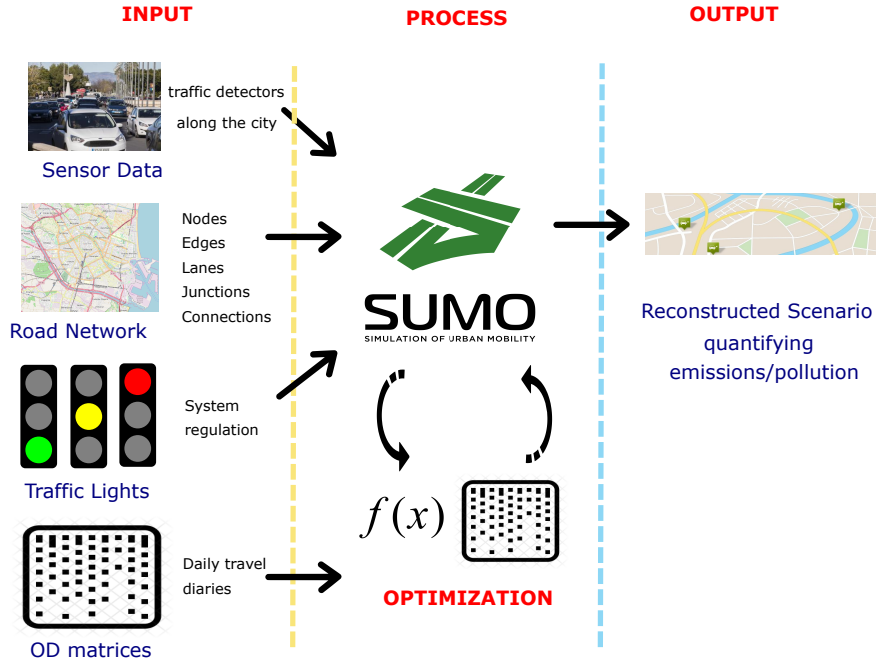 INPUT
PROCESS
OUTPUT
traffic detectors
along the city
Sensor Data
Nodes
Edges
Lanes
Junctions
Connections
Road Network
SUMO
SIMULATION OF URBAN MOBILITY
Reconstructed Scenario
quantifying
emissions/pollution
System
regulation
Traffic Lights
f(x)
Daily travel
diaries
OPTIMIZATION
OD matrices